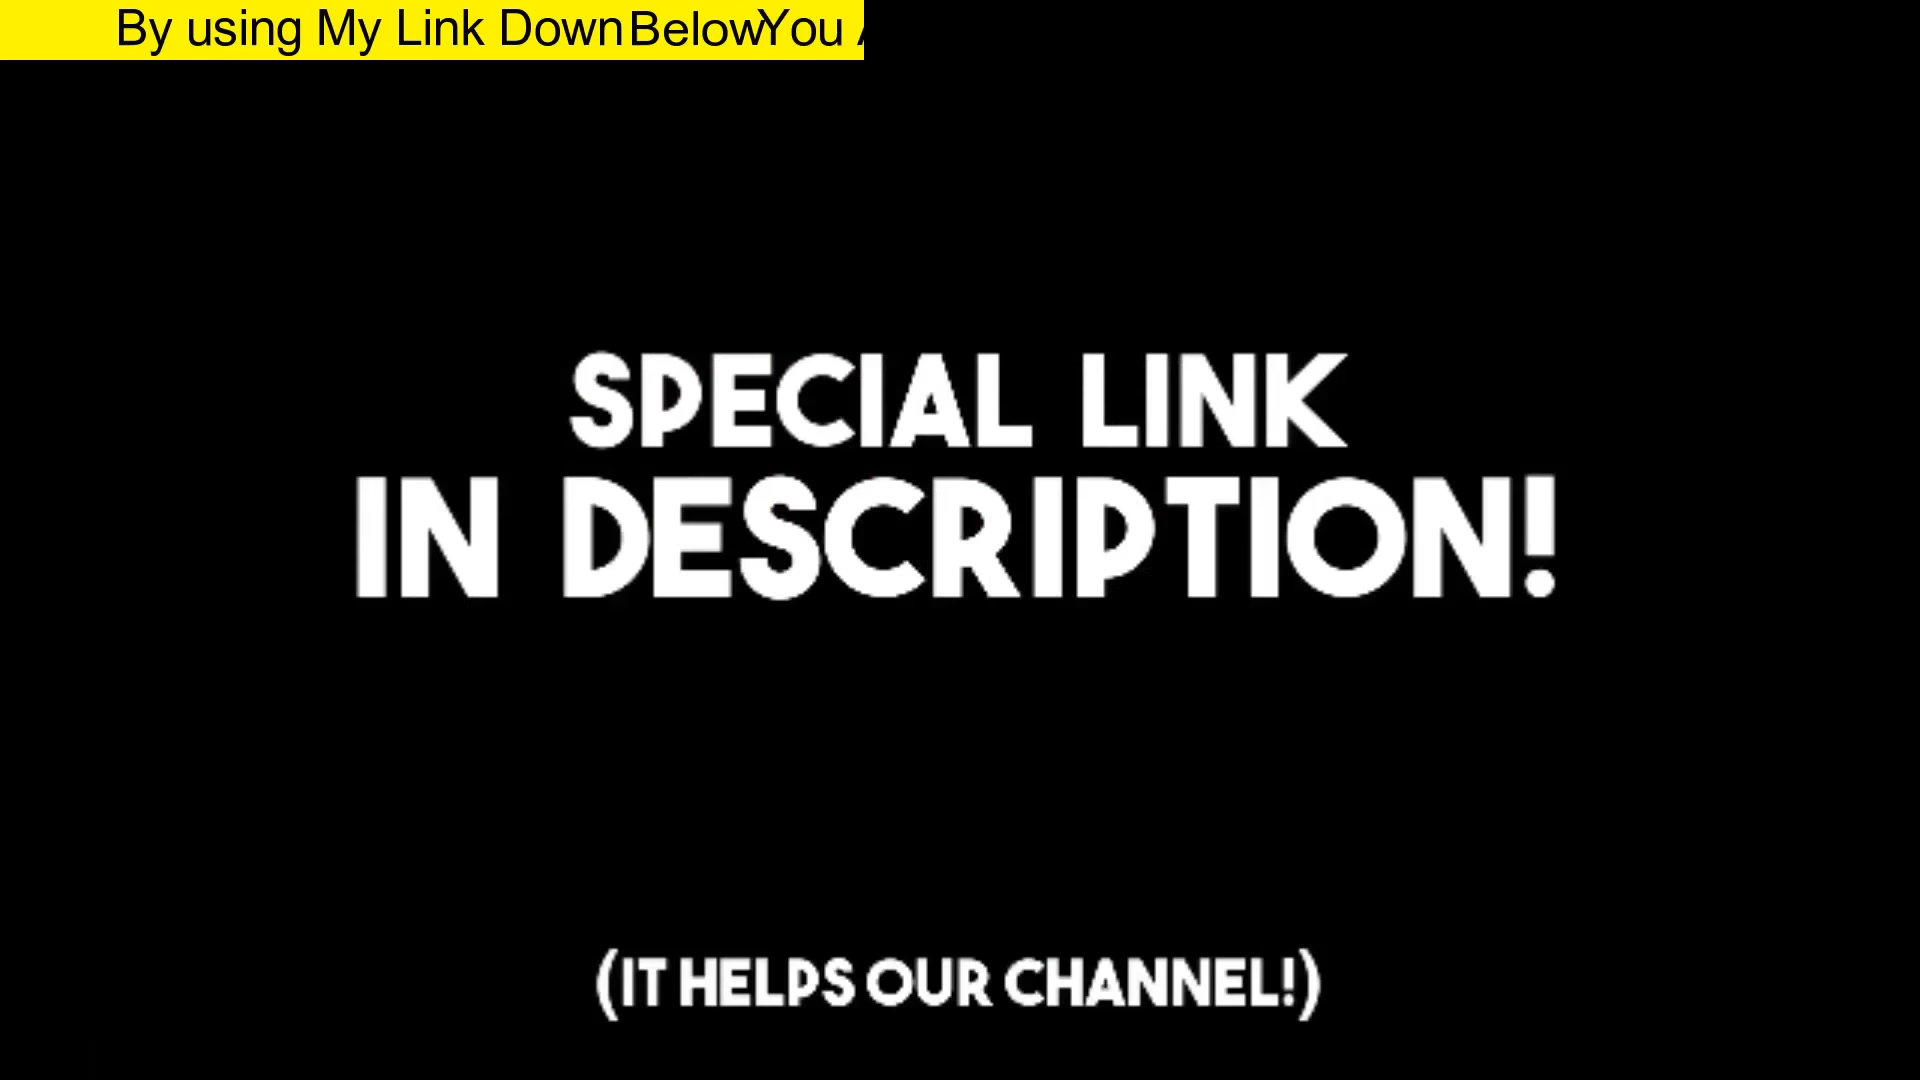 By using My Link Down Below You
SPECIAL LINK
IN DESCRIPTION!
(IT HELPS OUR CHANNEL!)